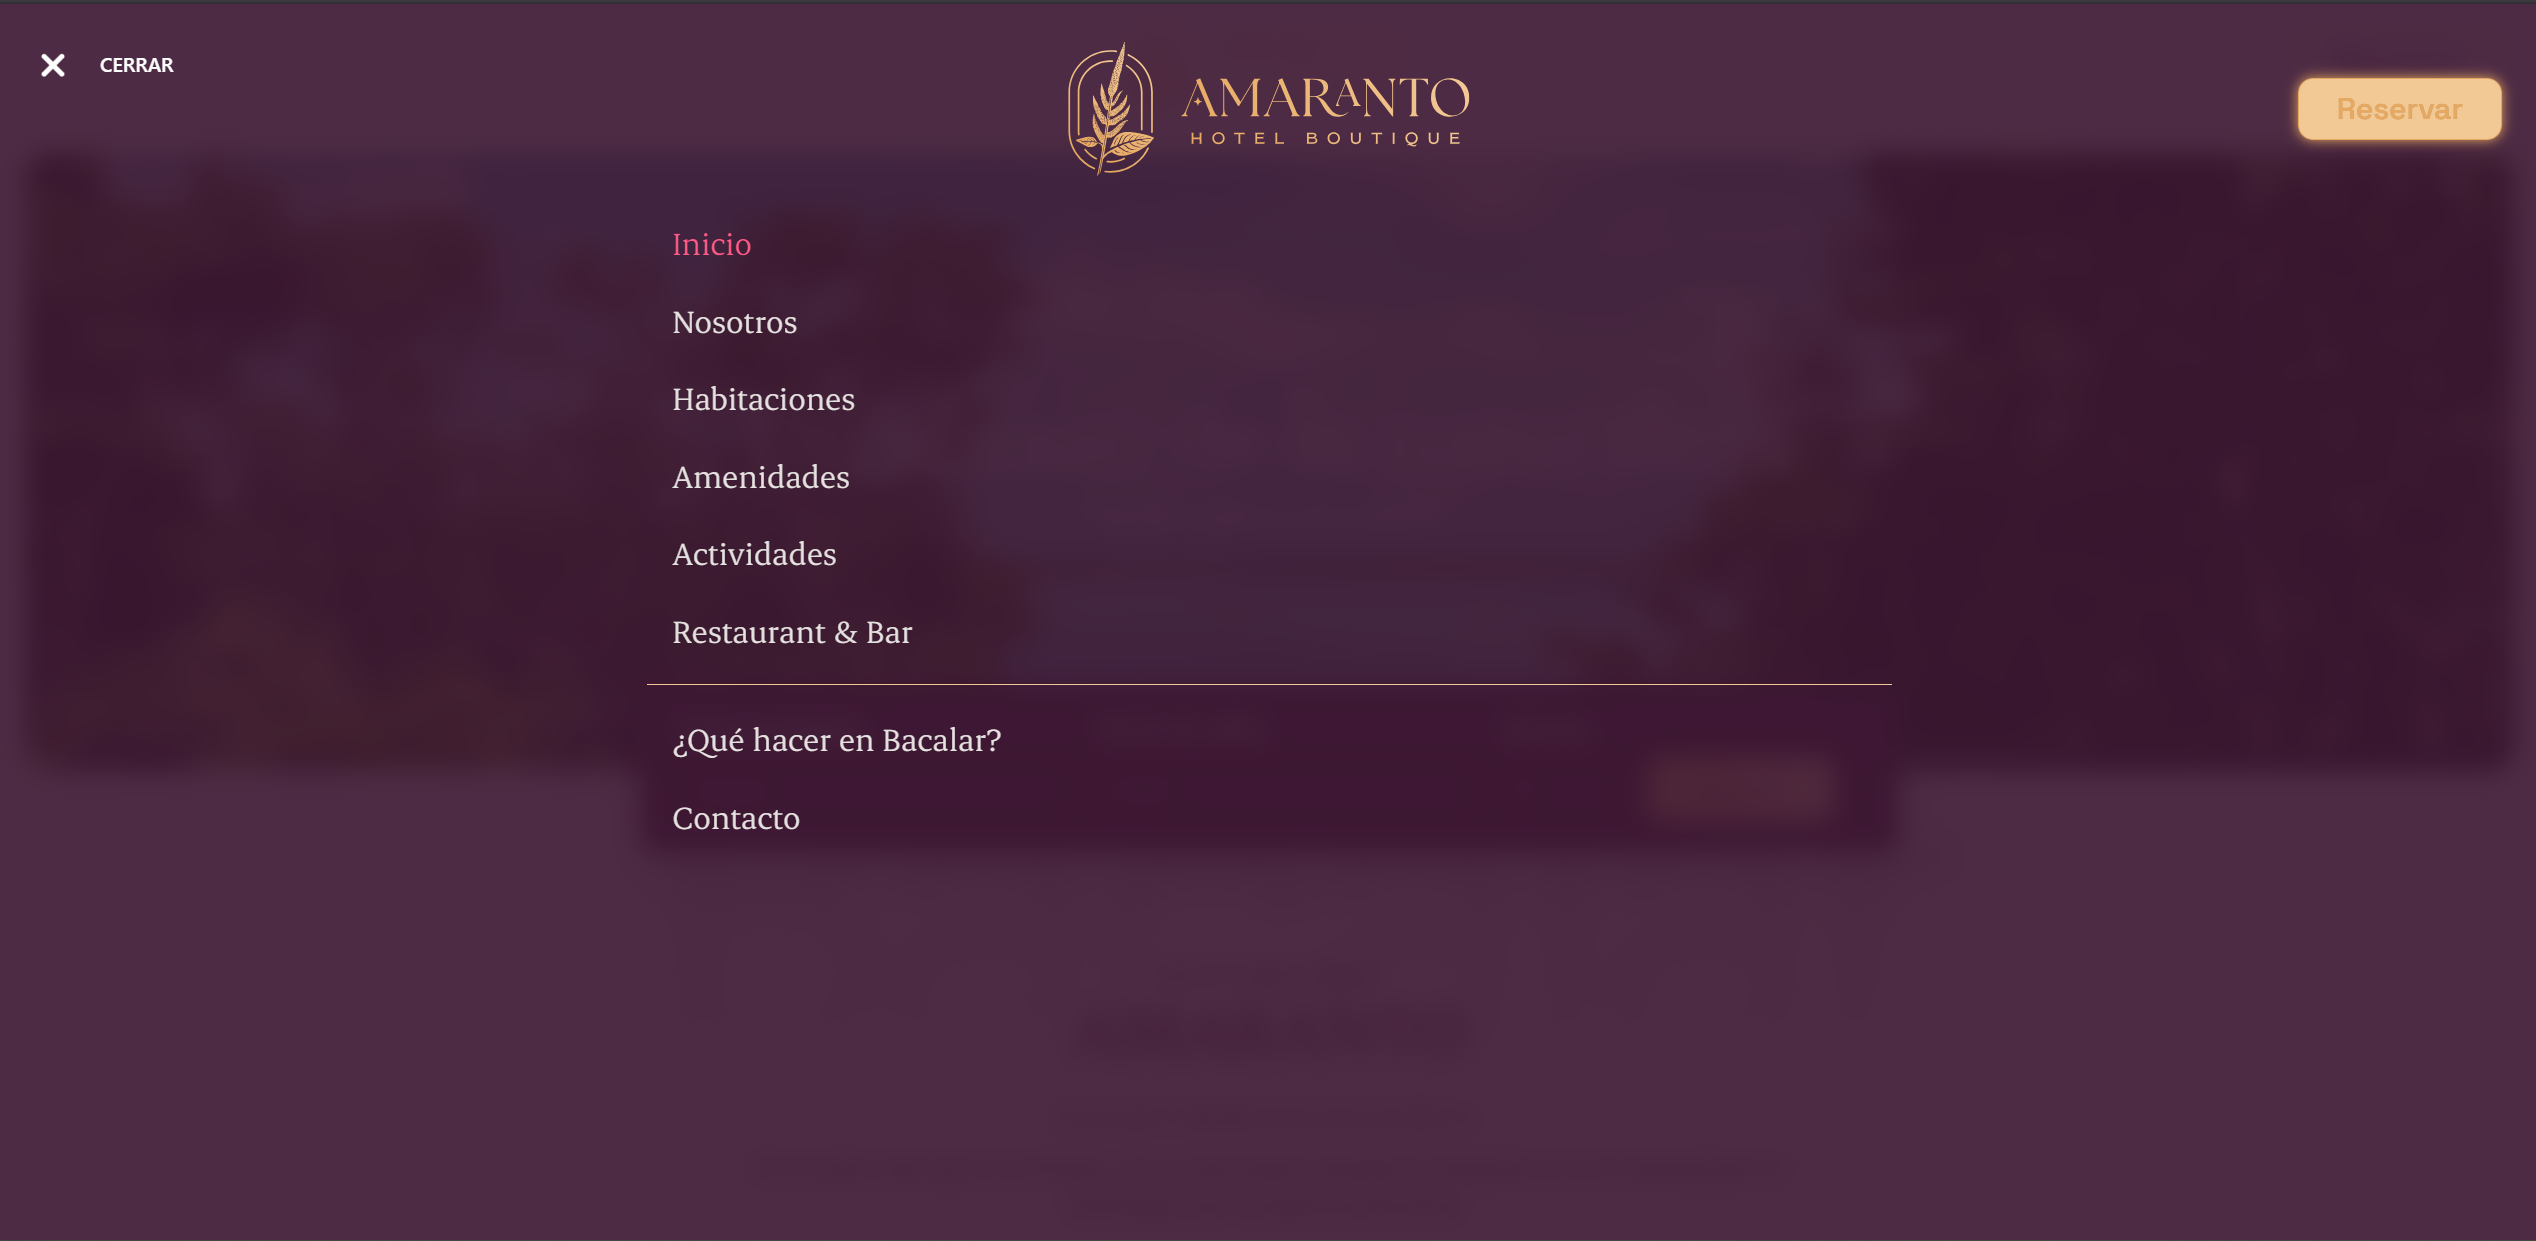 CERRAR
AMARANTO
HOTEL BOUTIQUE
Reservar
Inicio
Nosotros
Habitaciones
Amenidades
Actividades
Restaurant & Bar
¿Qué hacer en Bacalar?
Contacto